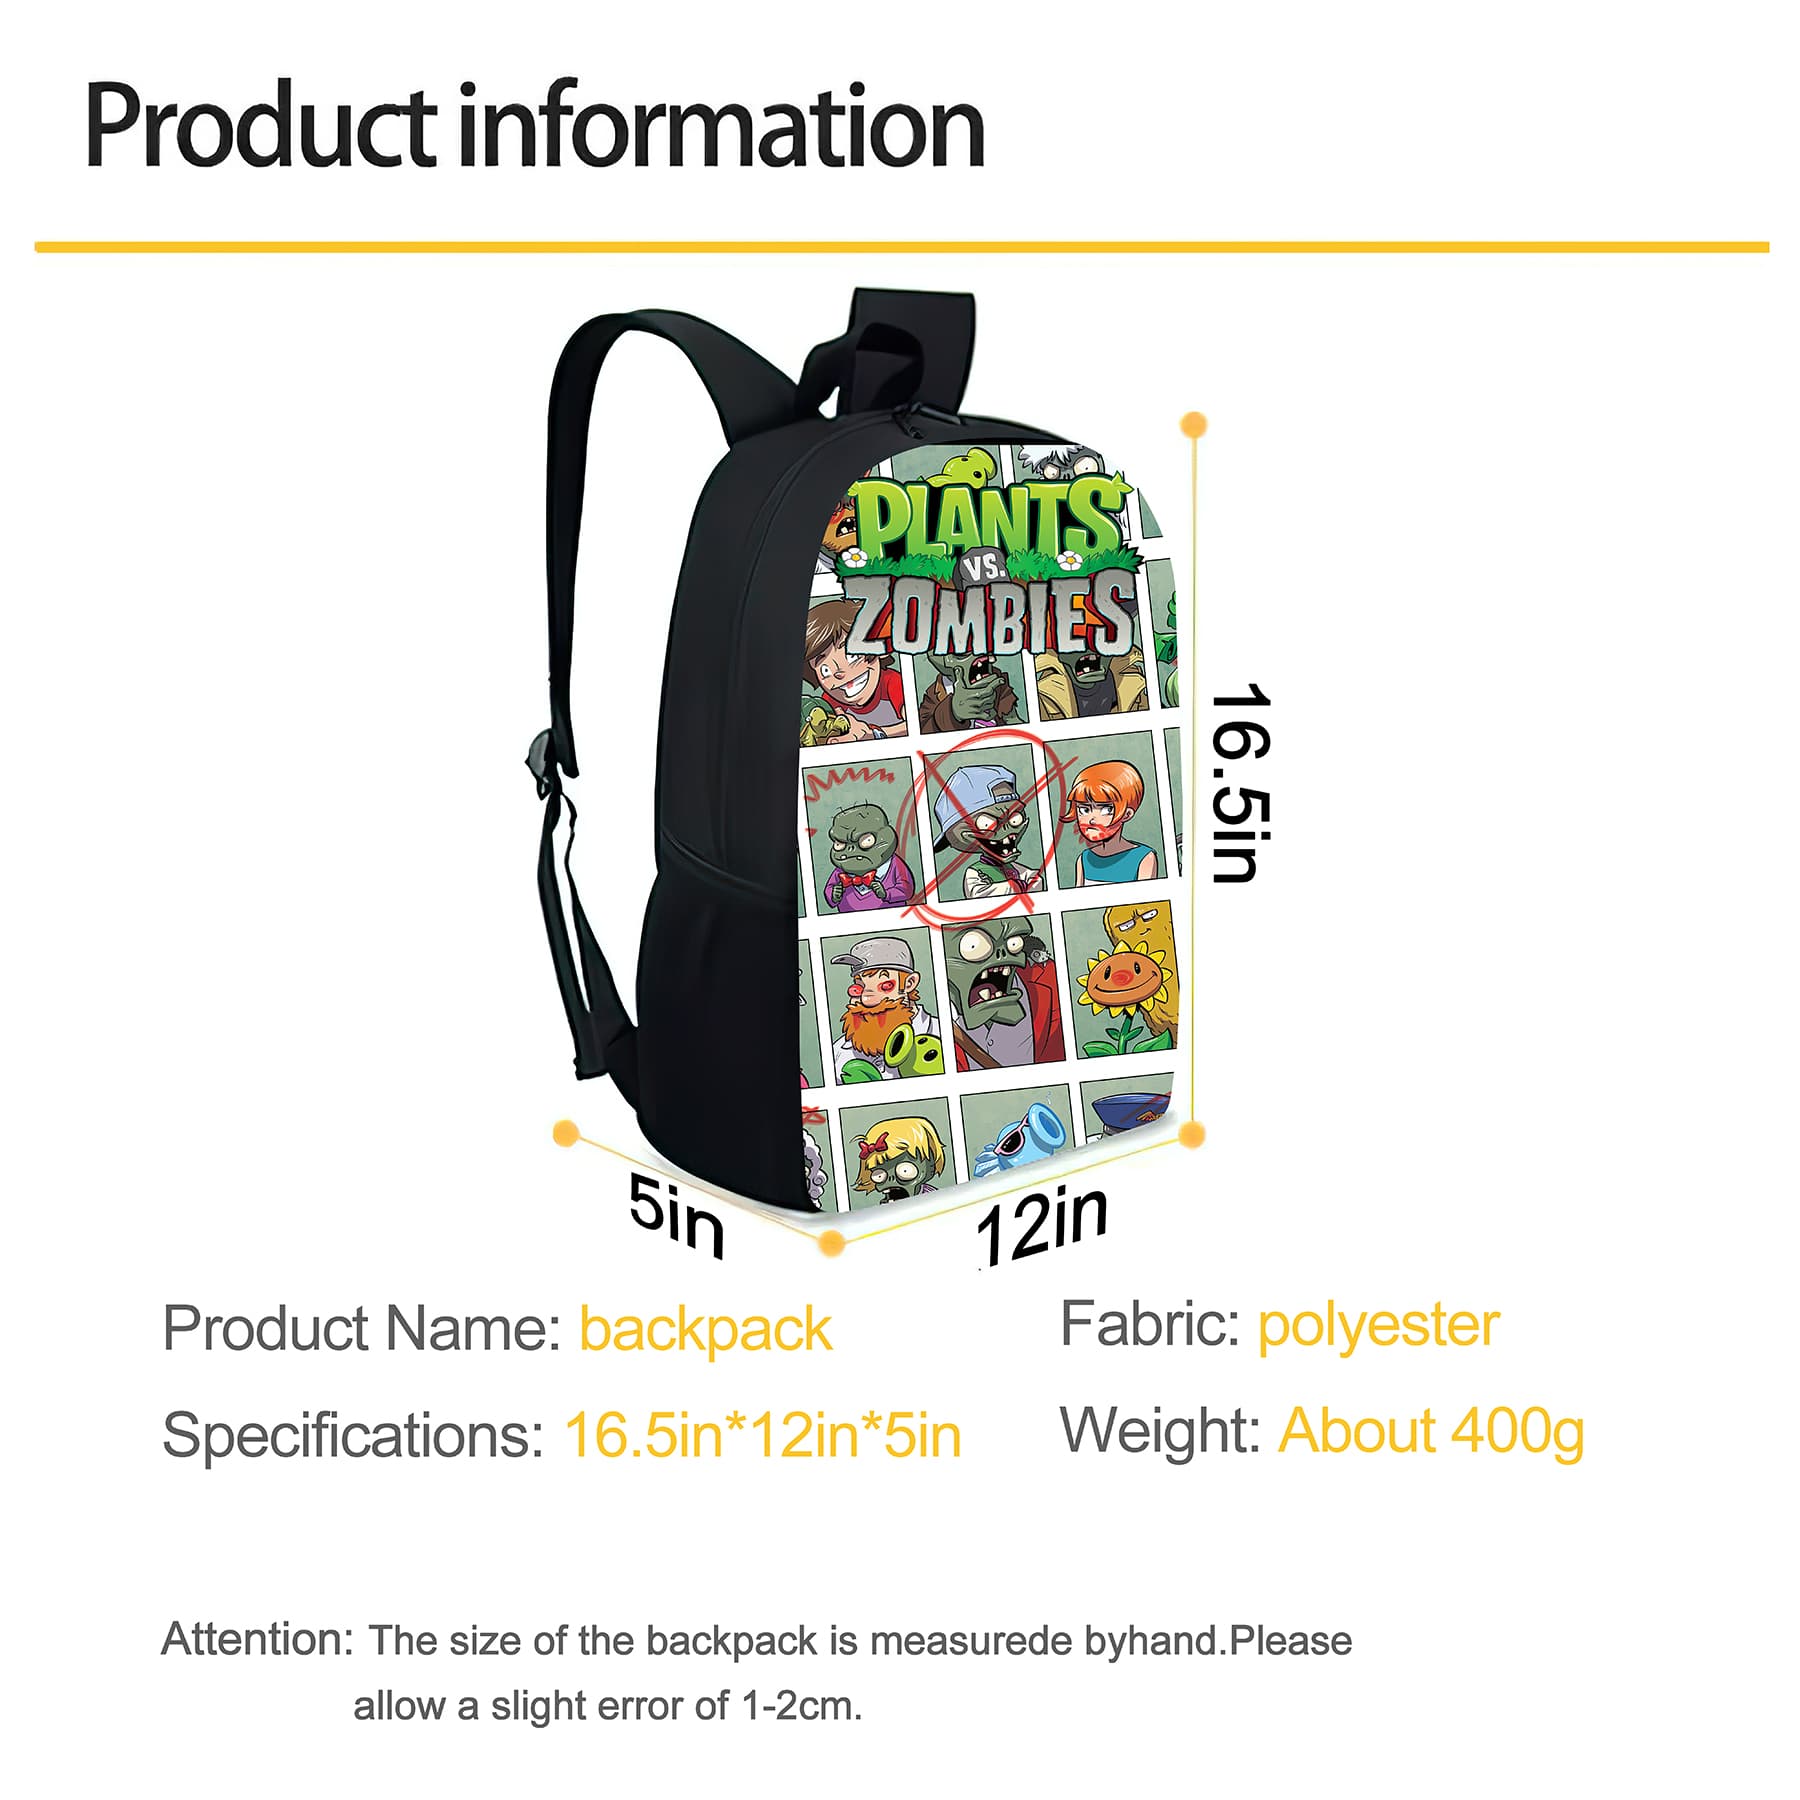 Product information
PLANTS
VS.
ZOMBIES
16.5in
5in
12in
Product Name: backpack
Fabric: polyester
Specifications: 16.5in*12in*5in
Weight: About 400g
Attention: The size of the backpack is measurede byhand.Please
allow a slight error of 1-2cm.